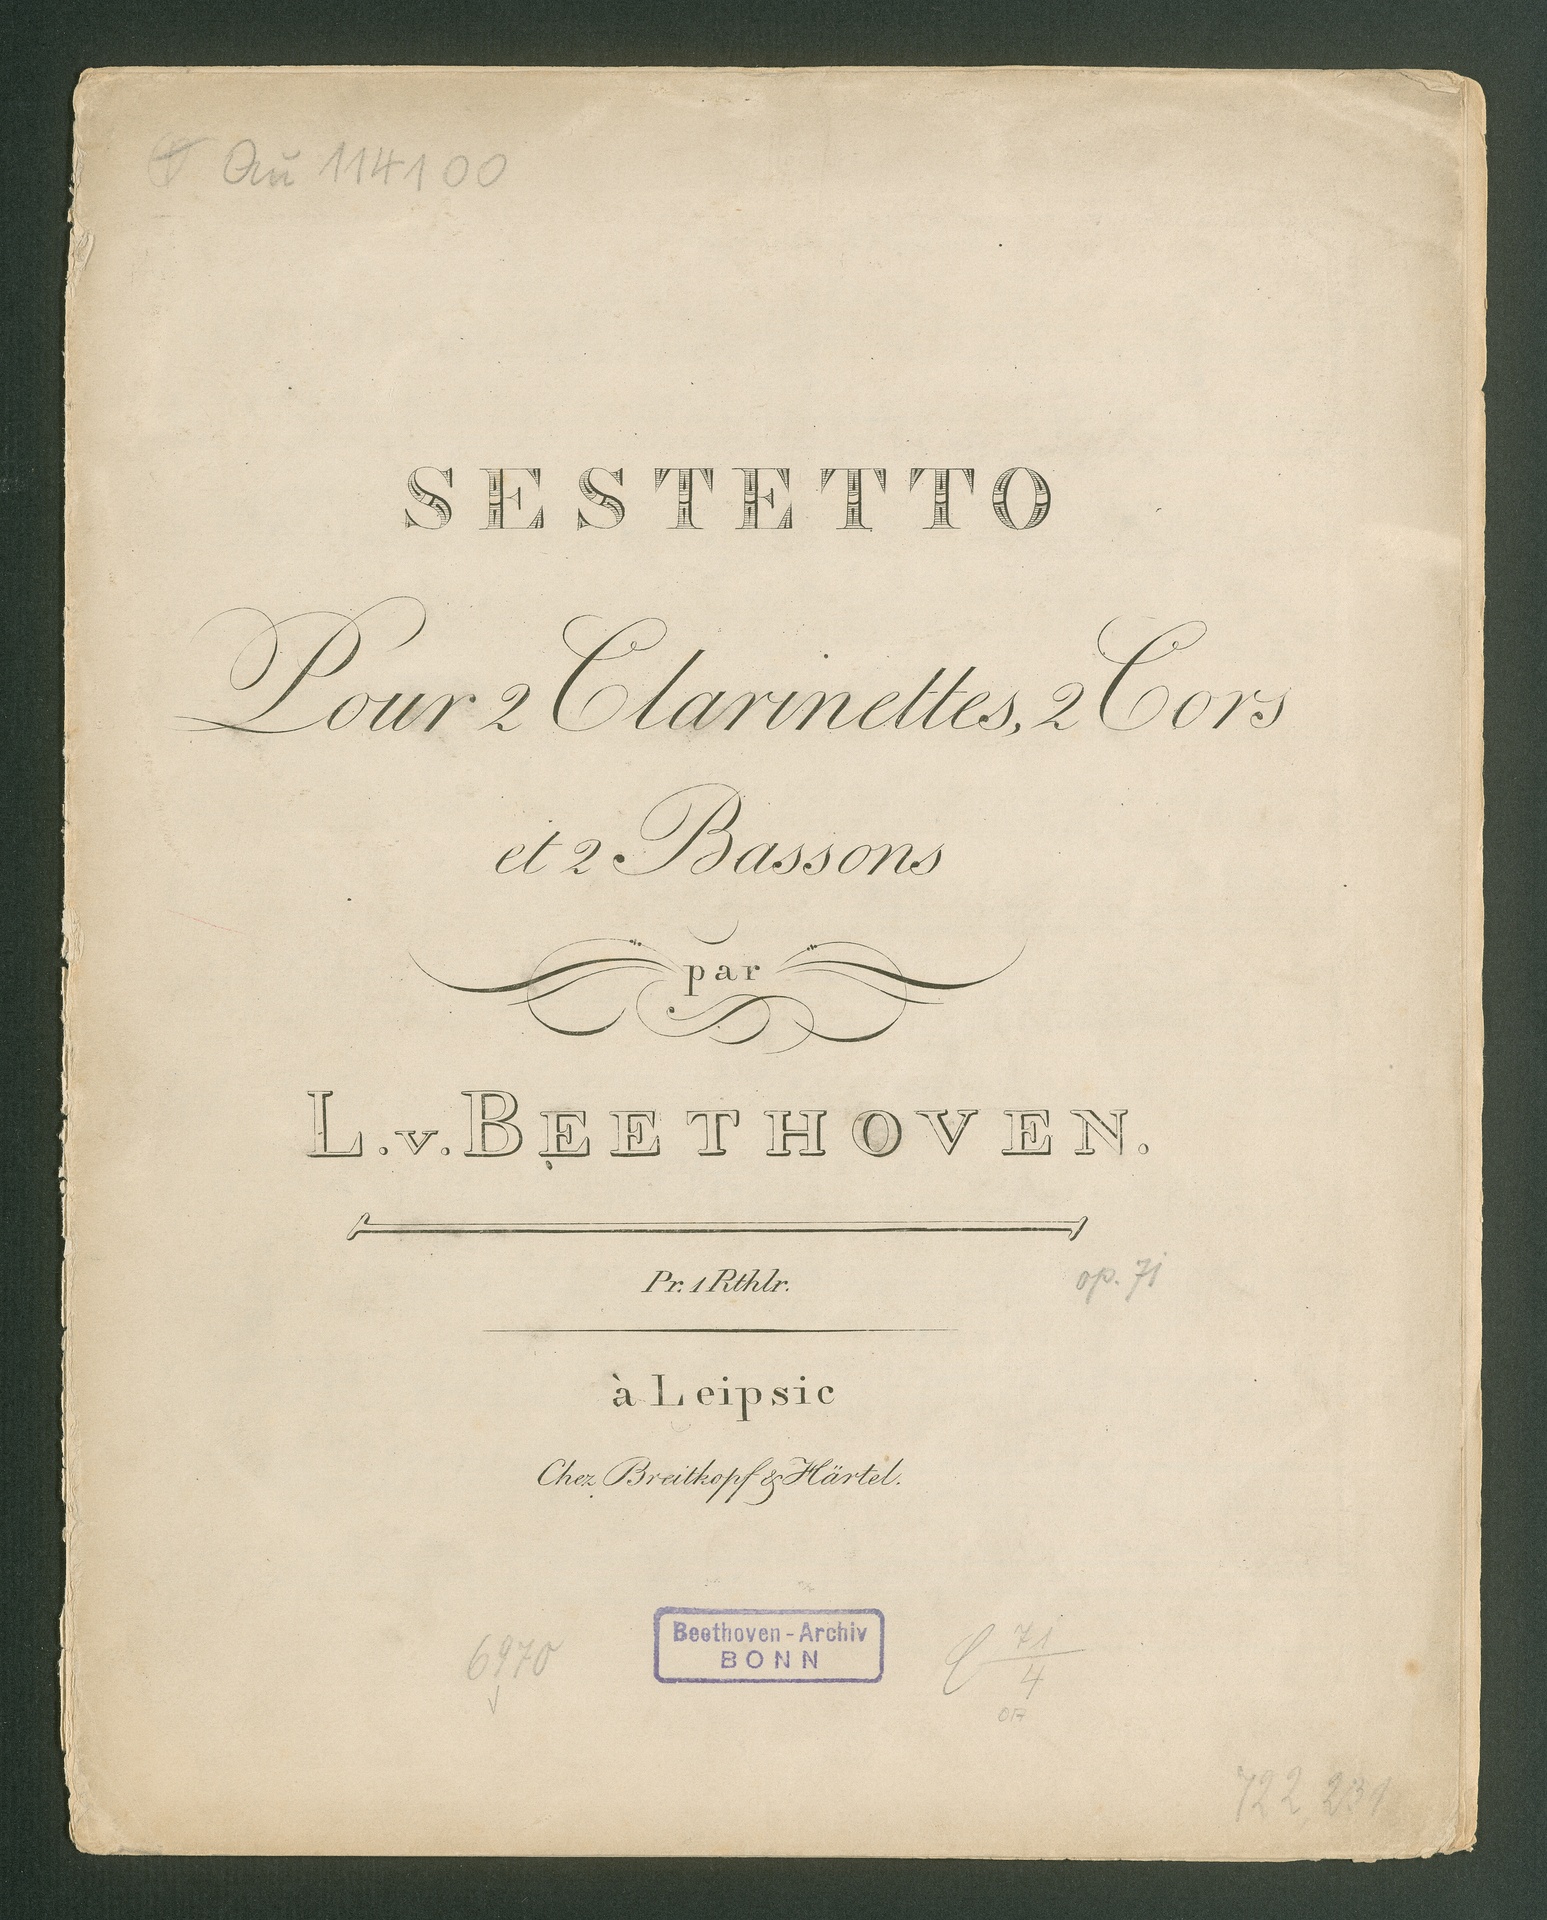 Au 114100
SESTETTO
Pour 2 Clarinettes, 2 Cors
et 2 Bassons
par
L. v. BEETHOVEN.
Pr. 1 Rthlr.
op. 71
à Leipsic
Chez Breitkopf & Härtel.
Beethoven-Archiv
BONN
6970
C 71
4
722 231